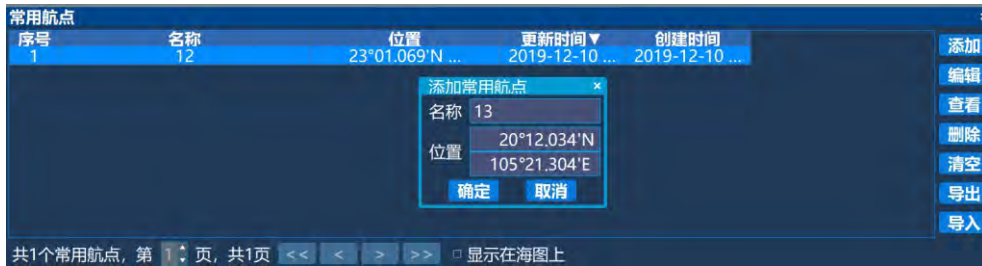 常用航点
序号 名称 位置 更新时间▼ 创建时间
1 12 23°01.069'N ... 2019-12-10 ... 2019-12-10 ...
添加
编辑
查看
删除
清空
导出
导入
添加常用航点 ×
名称 13
位置 20°12.034'N
105°21.304'E
确定 取消
共1个常用航点, 第 1 页, 共1页 << < > >> 显示在海图上